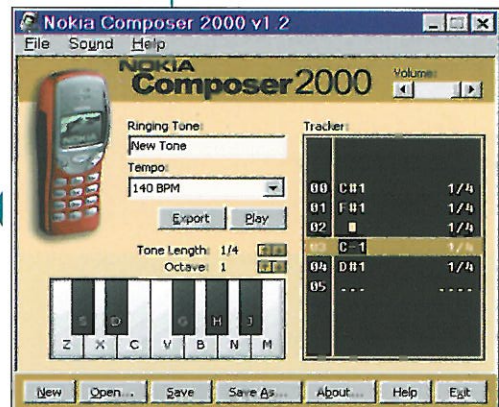 Nokia Composer 2000 v1.2
File Sound Help
NOKIA
Composer 2000
Volume:
Ringing Tone:
New Tone
Tempo:
140 BPM
Export Play
Tone Length: 1/4
Octave: 1
S D G H J
Z X C V B N M
Tracker:
00 C#1 1/4
01 F#1 1/4
02 1/4
03 C-1 1/4
04 D#1 1/4
05 ... ....
New Open... Save Save As... About... Help Exit